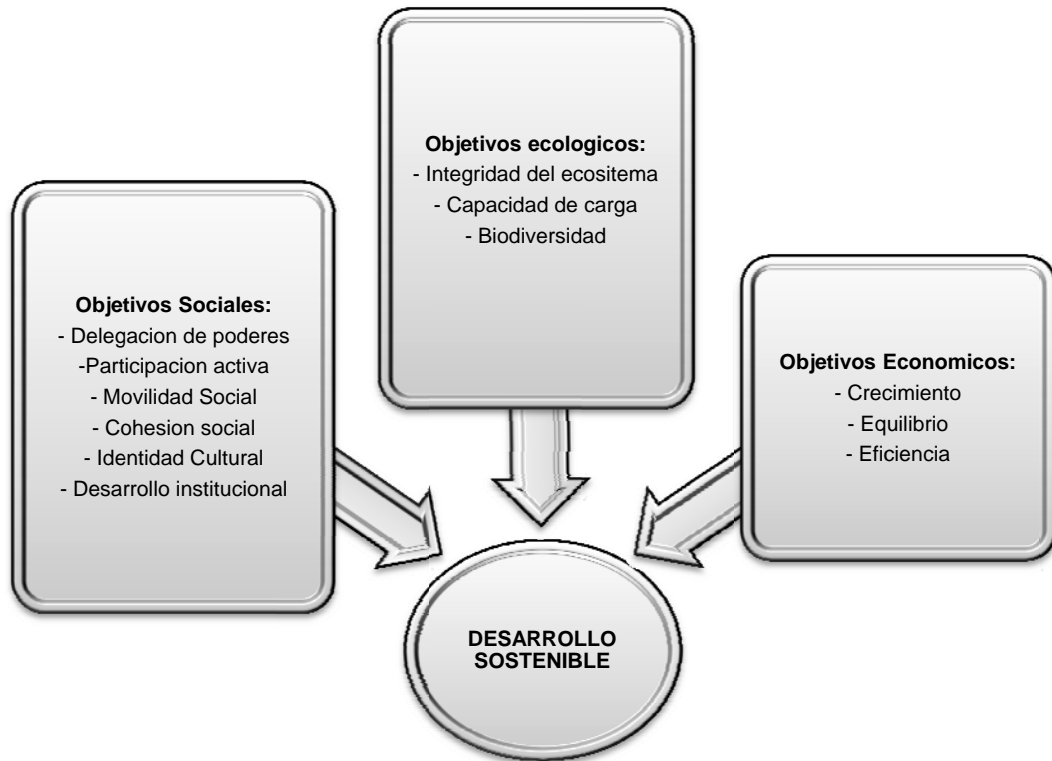 Objetivos ecologicos:
- Integridad del ecositema
- Capacidad de carga
- Biodiversidad
Objetivos Sociales:
- Delegacion de poderes
-Participacion activa
- Movilidad Social
- Cohesion social
- Identidad Cultural
- Desarrollo institucional
Objetivos Economicos:
- Crecimiento
- Equilibrio
- Eficiencia
DESARROLLO
SOSTENIBLE